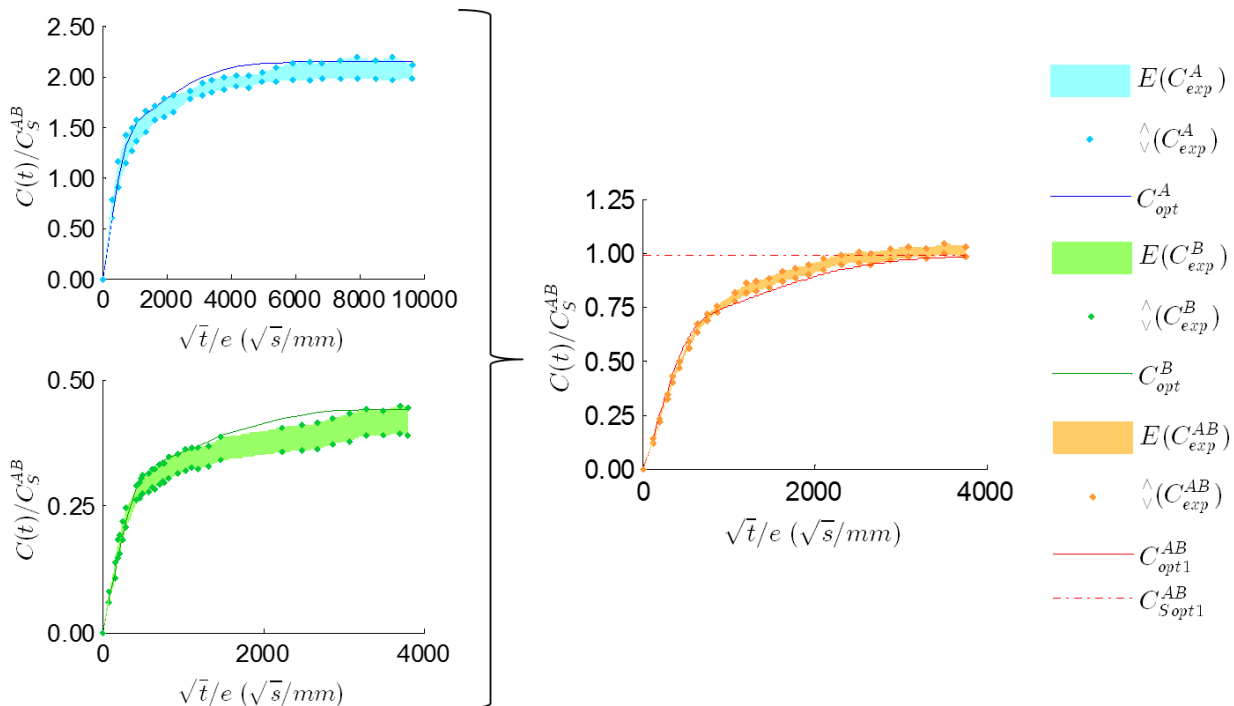 2.50
2.00
1.50
1.00
0.50
0.00
0 2000 4000 6000 8000 10000
C(t)/C_S^{AB}
√t/e (√s/mm)
0.50
0.25
0.00
0 2000 4000
C(t)/C_S^{AB}
√t/e (√s/mm)
1.25
1.00
0.75
0.50
0.25
0.00
0 2000 4000
C(t)/C_S^{AB}
√t/e (√s/mm)
E(C_{exp}^A)
^∨(C_{exp}^A)
C_{opt}^A
E(C_{exp}^B)
^∨(C_{exp}^B)
C_{opt}^B
E(C_{exp}^{AB})
^∨(C_{exp}^{AB})
C_{opt1}^{AB}
C_{Sopt1}^{AB}